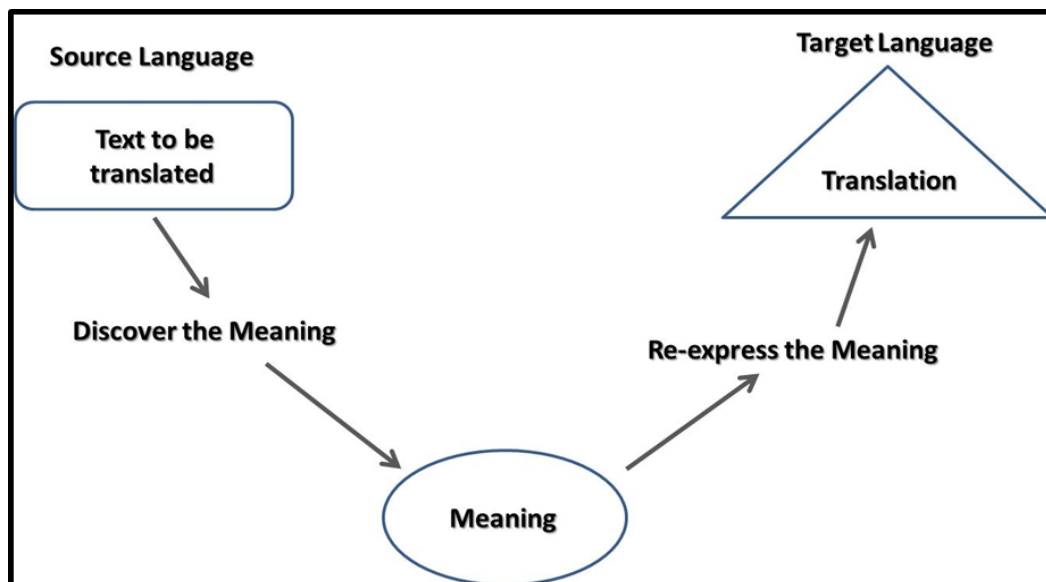 Source Language
Target Language
Text to be
translated
Translation
Discover the Meaning
Re-express the Meaning
Meaning